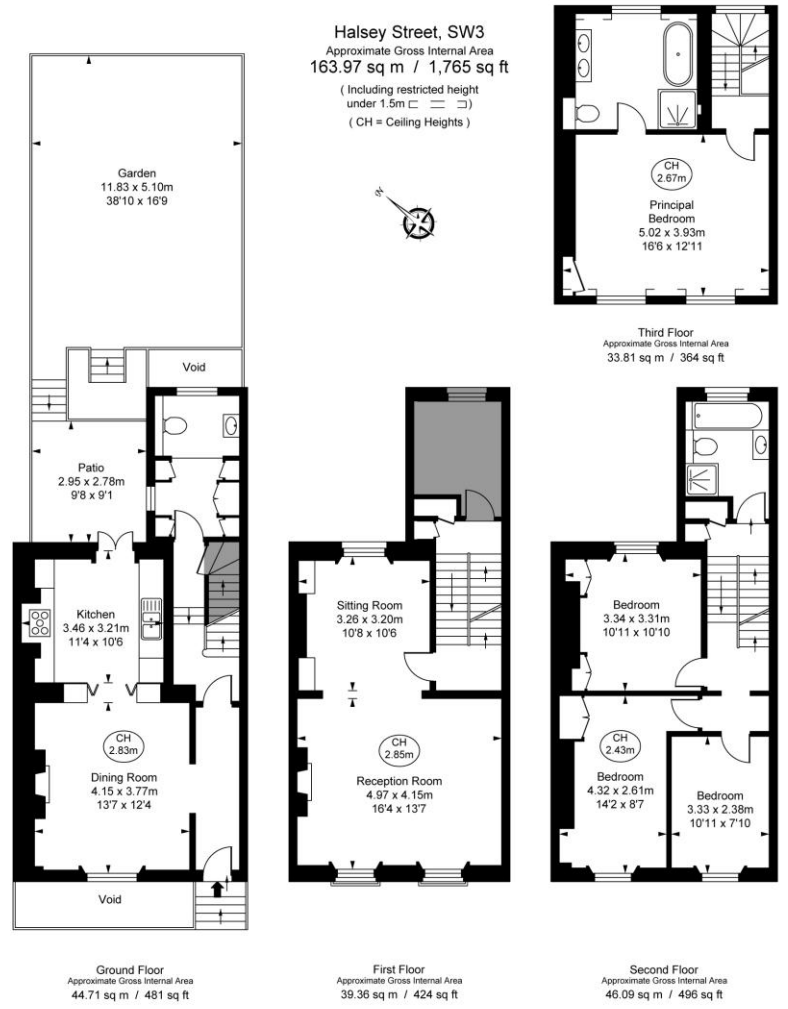 Halsey Street, SW3
Approximate Gross Internal Area
163.97 sq m / 1,765 sq ft
( Including restricted height
under 1.5m )
( CH = Ceiling Heights )
Garden
11.83 x 5.10m
38'10 x 16'9
Void
Patio
2.95 x 2.78m
9'8 x 9'1
Kitchen
3.46 x 3.21m
11'4 x 10'6
CH
2.83m
Dining Room
4.15 x 3.77m
13'7 x 12'4
Void
Ground Floor
Approximate Gross Internal Area
44.71 sq m / 481 sq ft
Sitting Room
3.26 x 3.20m
10'8 x 10'6
CH
2.85m
Reception Room
4.97 x 4.15m
16'4 x 13'7
First Floor
Approximate Gross Internal Area
39.36 sq m / 424 sq ft
Bedroom
3.34 x 3.31m
10'11 x 10'10
CH
2.43m
Bedroom
4.32 x 2.61m
14'2 x 8'7
Bedroom
3.33 x 2.38m
10'11 x 7'10
Second Floor
Approximate Gross Internal Area
46.09 sq m / 496 sq ft
CH
2.67m
Principal
Bedroom
5.02 x 3.93m
16'6 x 12'11
Third Floor
Approximate Gross Internal Area
33.81 sq m / 364 sq ft